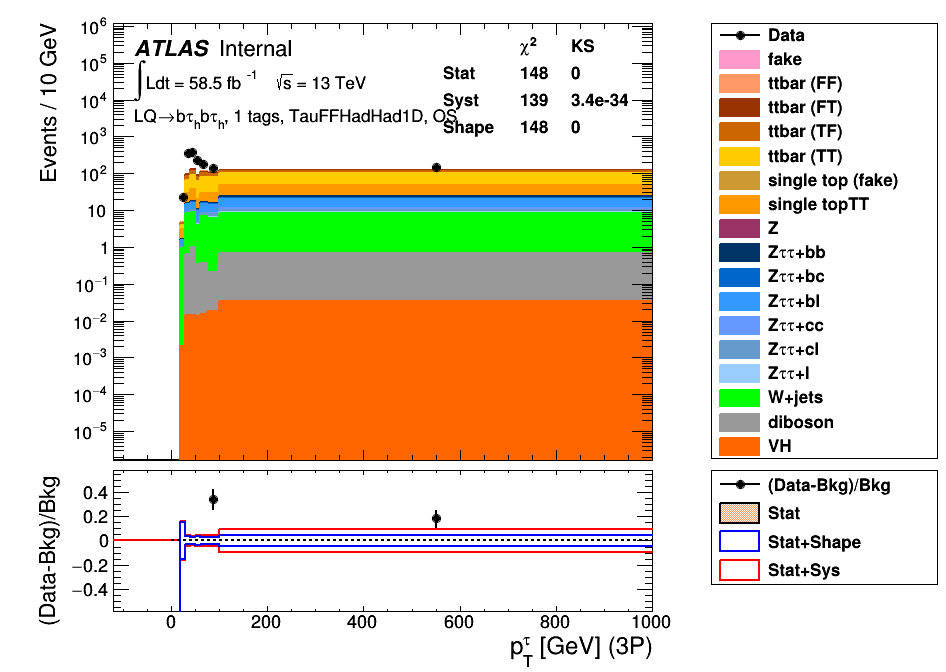 ATLAS Internal
∫Ldt = 58.5 fb⁻¹ √s = 13 TeV
LQ→bτₕbτₕ, 1 tags, TauFFHadHad1D, OS
χ² KS
Stat 148 0
Syst 139 3.4e-34
Shape 148 0
Events / 10 GeV
10⁶
10⁵
10⁴
10³
10²
10
1
10⁻¹
10⁻²
10⁻³
10⁻⁴
10⁻⁵
Data
fake
ttbar (FF)
ttbar (FT)
ttbar (TF)
ttbar (TT)
single top (fake)
single topTT
Z
Zττ+bb
Zττ+bc
Zττ+bl
Zττ+cc
Zττ+cl
Zττ+l
W+jets
diboson
VH
(Data-Bkg)/Bkg
0.4
0.2
0
−0.2
−0.4
0 200 400 600 800 1000
p_T^τ [GeV] (3P)
(Data-Bkg)/Bkg
Stat
Stat+Shape
Stat+Sys